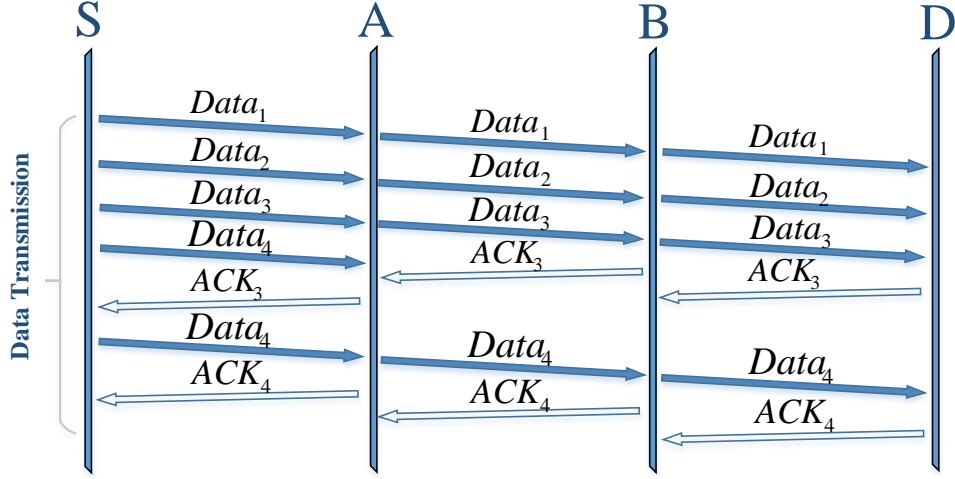 S A B D
Data Transmission
Data₁ Data₁ Data₁
Data₂ Data₂ Data₂
Data₃ Data₃ Data₃
Data₄ ACK₃ ACK₃
ACK₃
Data₄ Data₄ Data₄
ACK₄ ACK₄ ACK₄